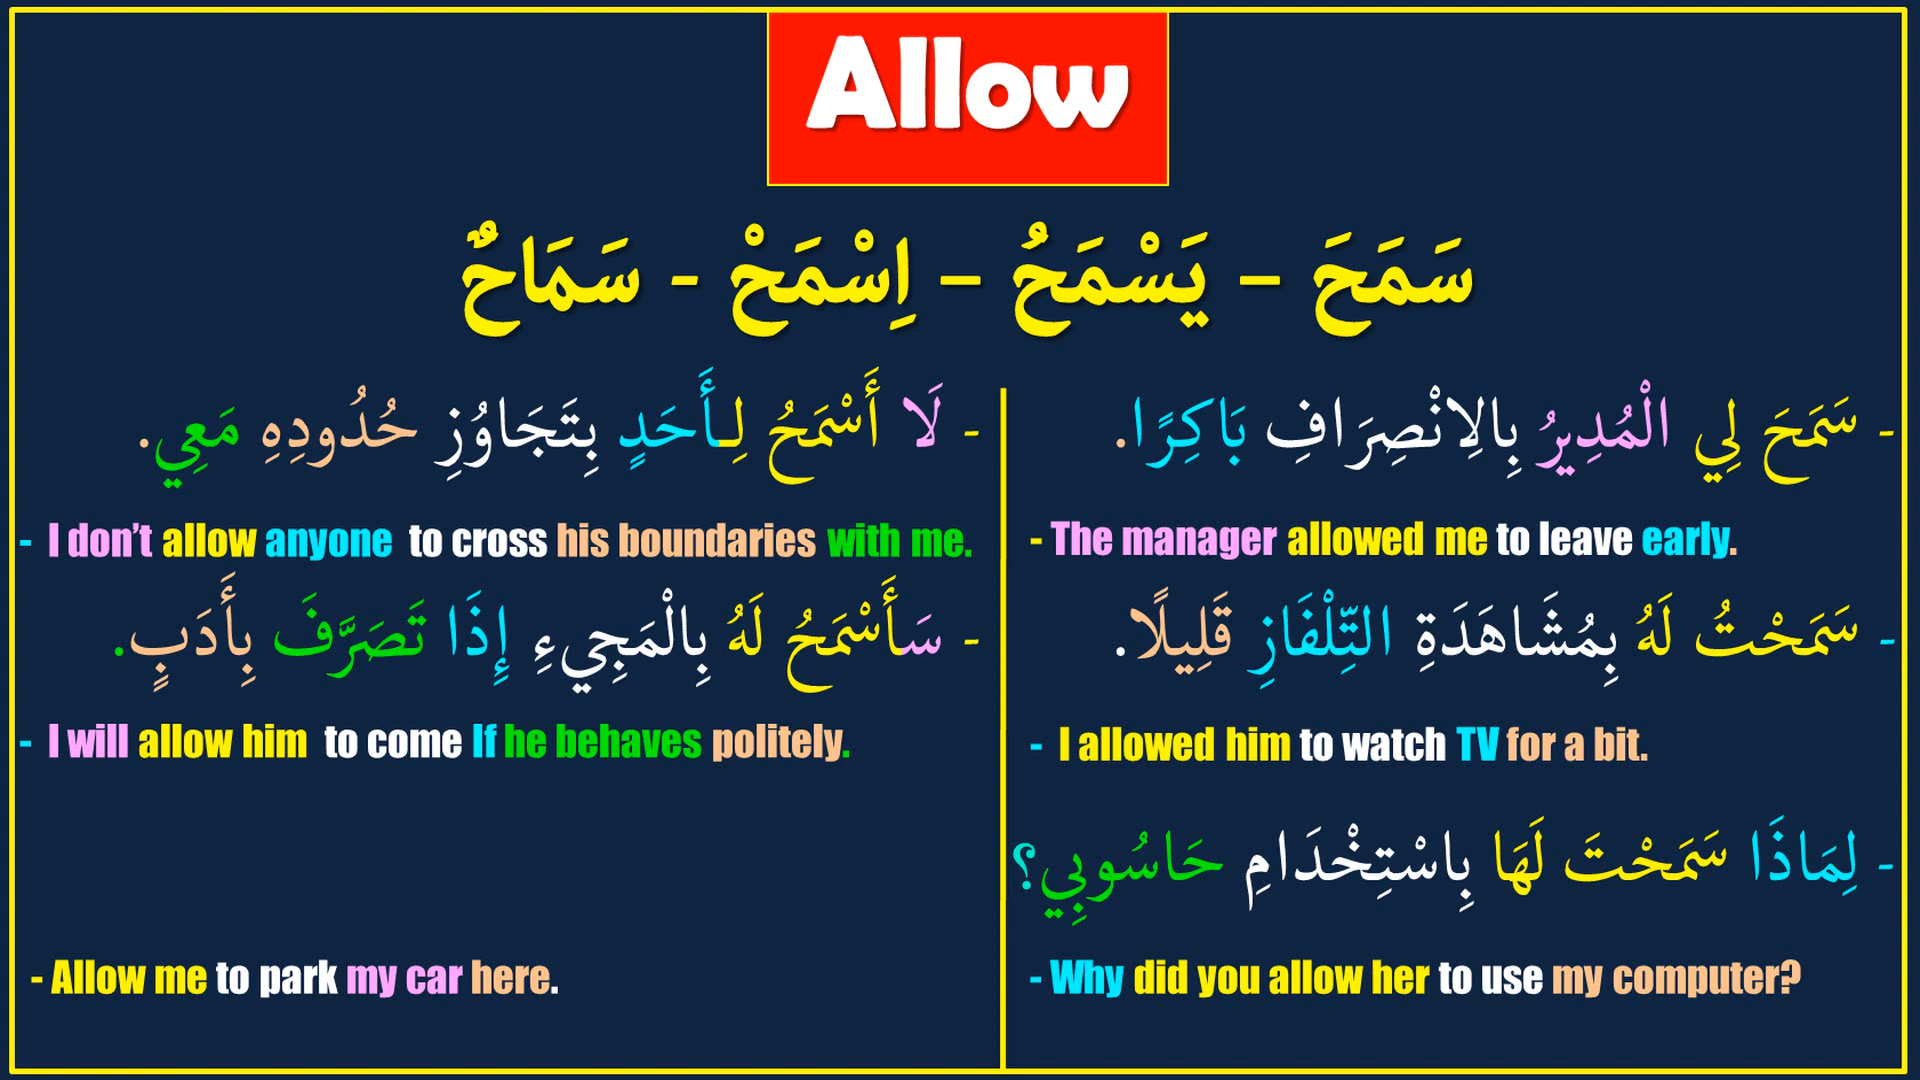 Allow
سَمَحَ – يَسْمَحُ – اِسْمَحْ - سَمَاحٌ
- سَمَحَ لِي الْمُدِيرُ بِالِانْصِرَافِ بَاكِرًا.
- The manager allowed me to leave early.
- سَمَحْتُ لَهُ بِمُشَاهَدَةِ التِّلْفَازِ قَلِيلًا.
- I allowed him to watch TV for a bit.
- لِمَاذَا سَمَحْتَ لَهَا بِاسْتِخْدَامِ حَاسُوبِي؟
- Why did you allow her to use my computer?
- لَا أَسْمَحُ لِأَحَدٍ بِتَجَاوُزِ حُدُودِهِ مَعِي.
- I don’t allow anyone to cross his boundaries with me.
- سَأَسْمَحُ لَهُ بِالْمَجِيءِ إِذَا تَصَرَّفَ بِأَدَبٍ.
- I will allow him to come If he behaves politely.
- Allow me to park my car here.